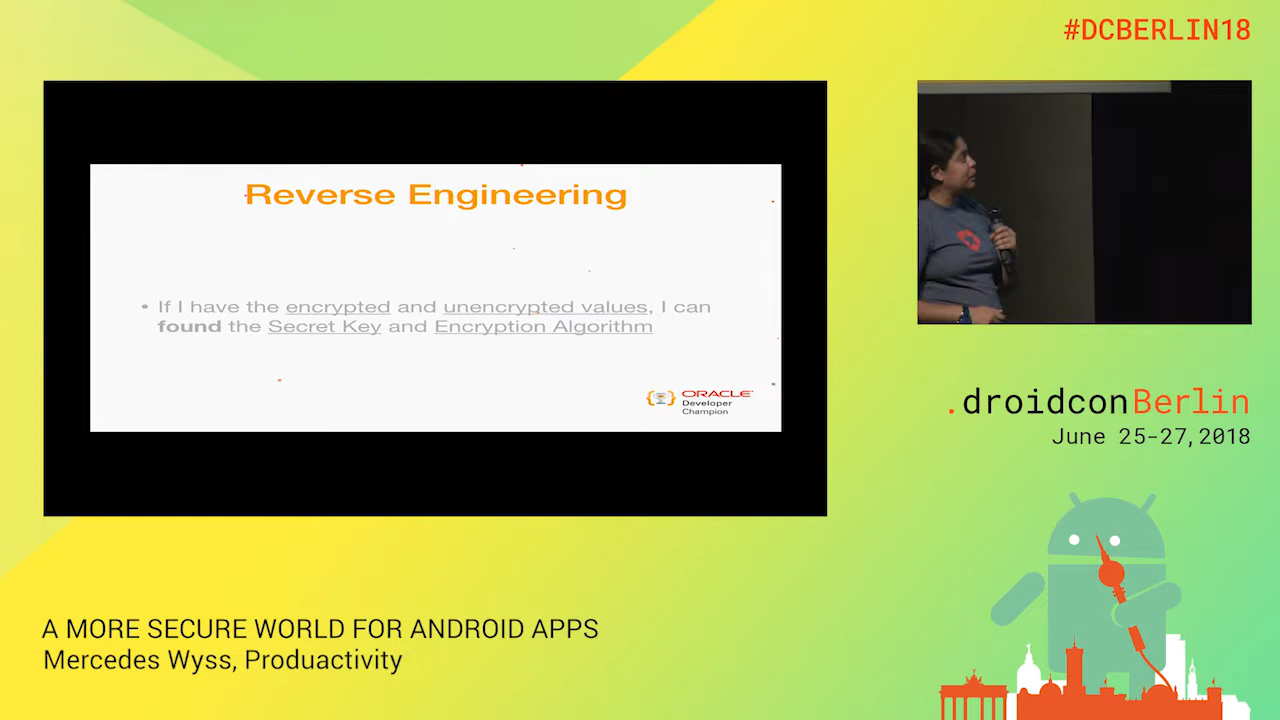 #DCBERLIN18
Reverse Engineering
• If I have the encrypted and unencrypted values, I can
found the Secret Key and Encryption Algorithm
ORACLE
Developer
Champion
.droidconBerlin
June 25-27,2018
A MORE SECURE WORLD FOR ANDROID APPS
Mercedes Wyss, Produactivity